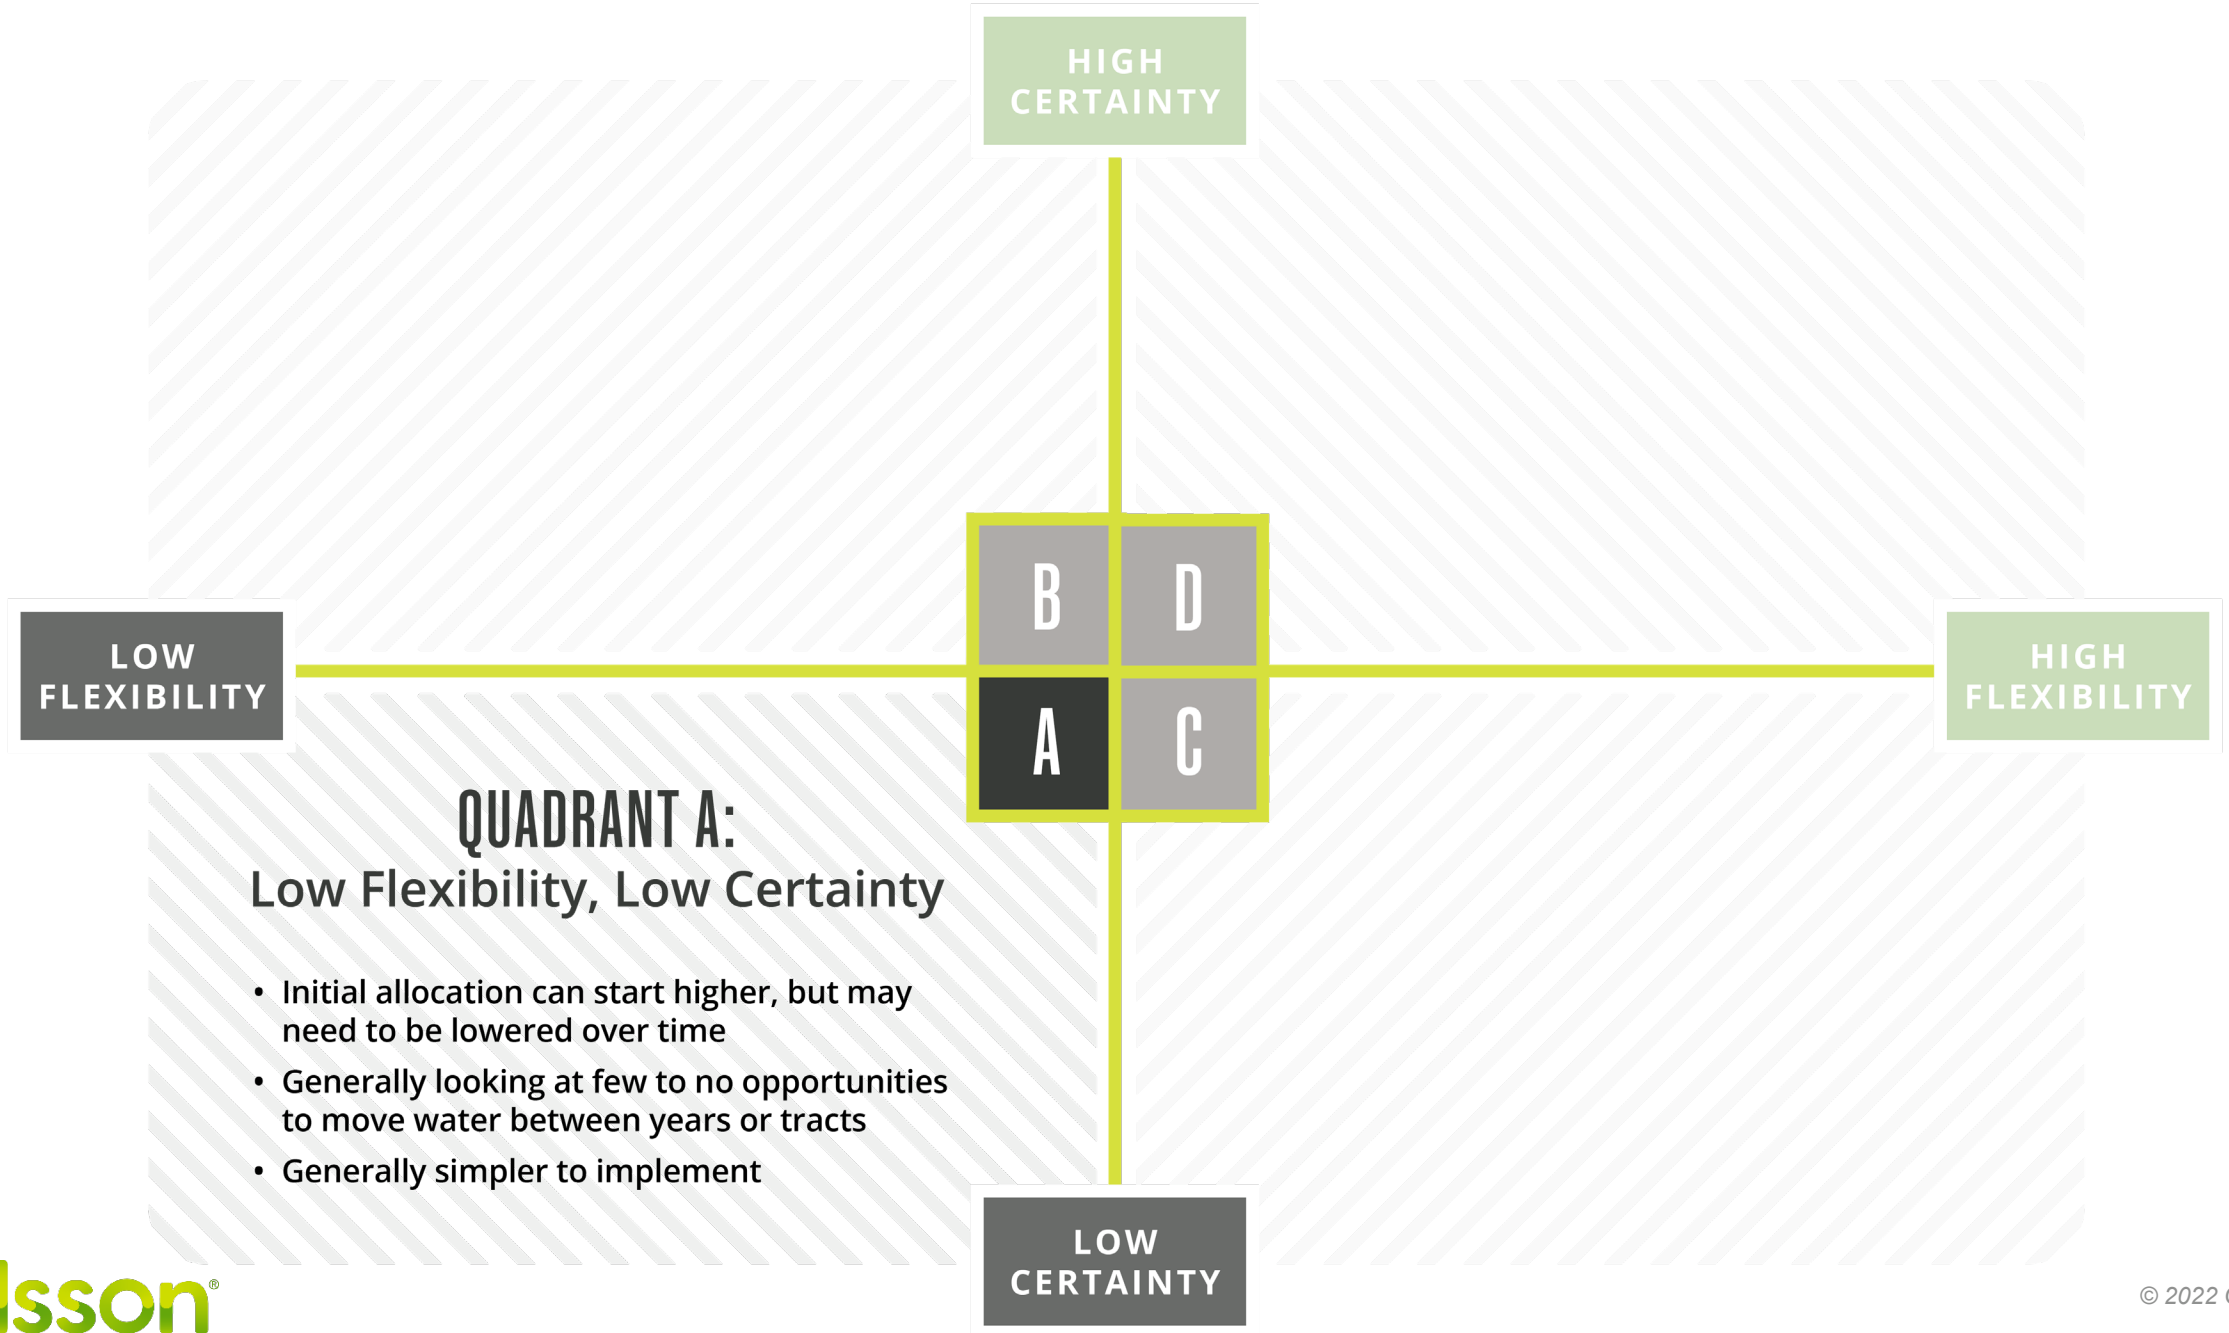 HIGH
CERTAINTY
B
D
LOW
FLEXIBILITY
HIGH
FLEXIBILITY
A
C
QUADRANT A:
Low Flexibility, Low Certainty
• Initial allocation can start higher, but may
need to be lowered over time
• Generally looking at few to no opportunities
to move water between years or tracts
• Generally simpler to implement
LOW
CERTAINTY
lsson®
© 2022